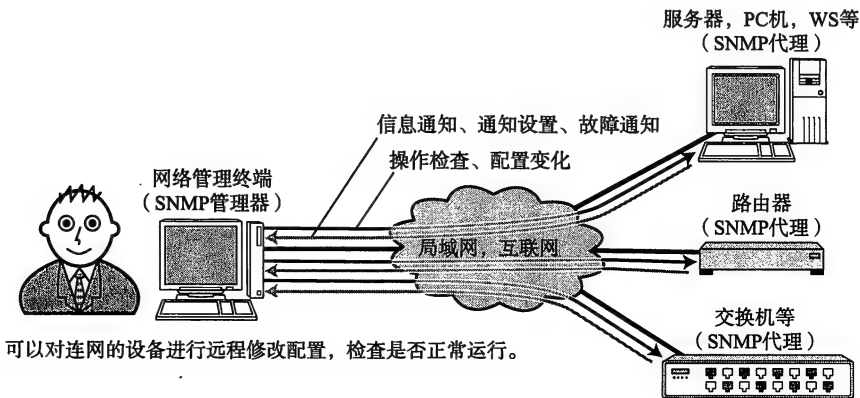 服务器，PC机，WS等
（SNMP代理）
信息通知、通知设置、故障通知
操作检查、配置变化
网络管理终端
（SNMP管理器）
局域网，互联网
路由器
（SNMP代理）
交换机等
（SNMP代理）
可以对连网的设备进行远程修改配置，检查是否正常运行。